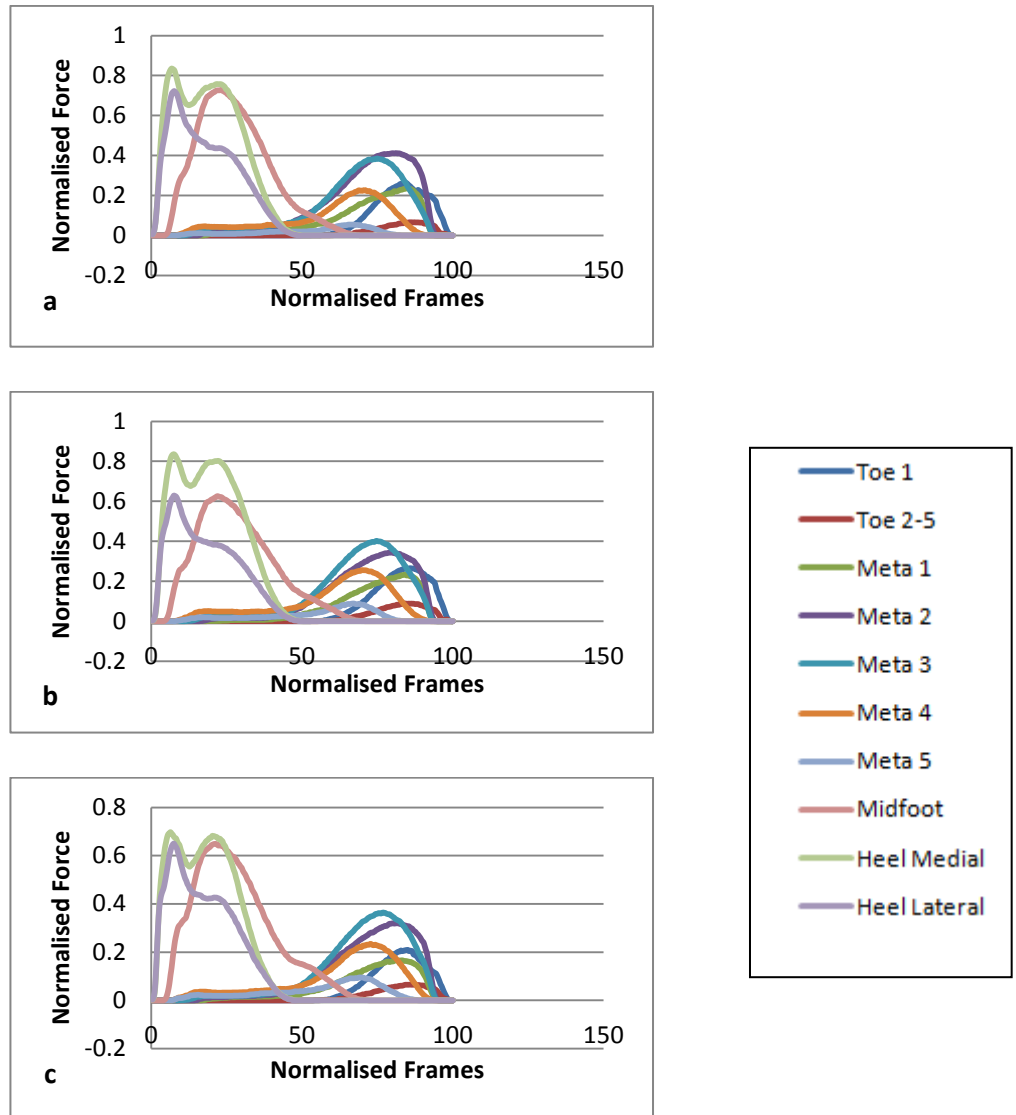 1
0.8
0.6
0.4
0.2
0
-0.2
0 50 100 150
Normalised Force
Normalised Frames
a
1
0.8
0.6
0.4
0.2
0
-0.2
0 50 100 150
Normalised Force
Normalised Frames
b
0.8
0.6
0.4
0.2
0
-0.2
0 50 100 150
Normalised Force
Normalised Frames
c
Toe 1
Toe 2-5
Meta 1
Meta 2
Meta 3
Meta 4
Meta 5
Midfoot
Heel Medial
Heel Lateral